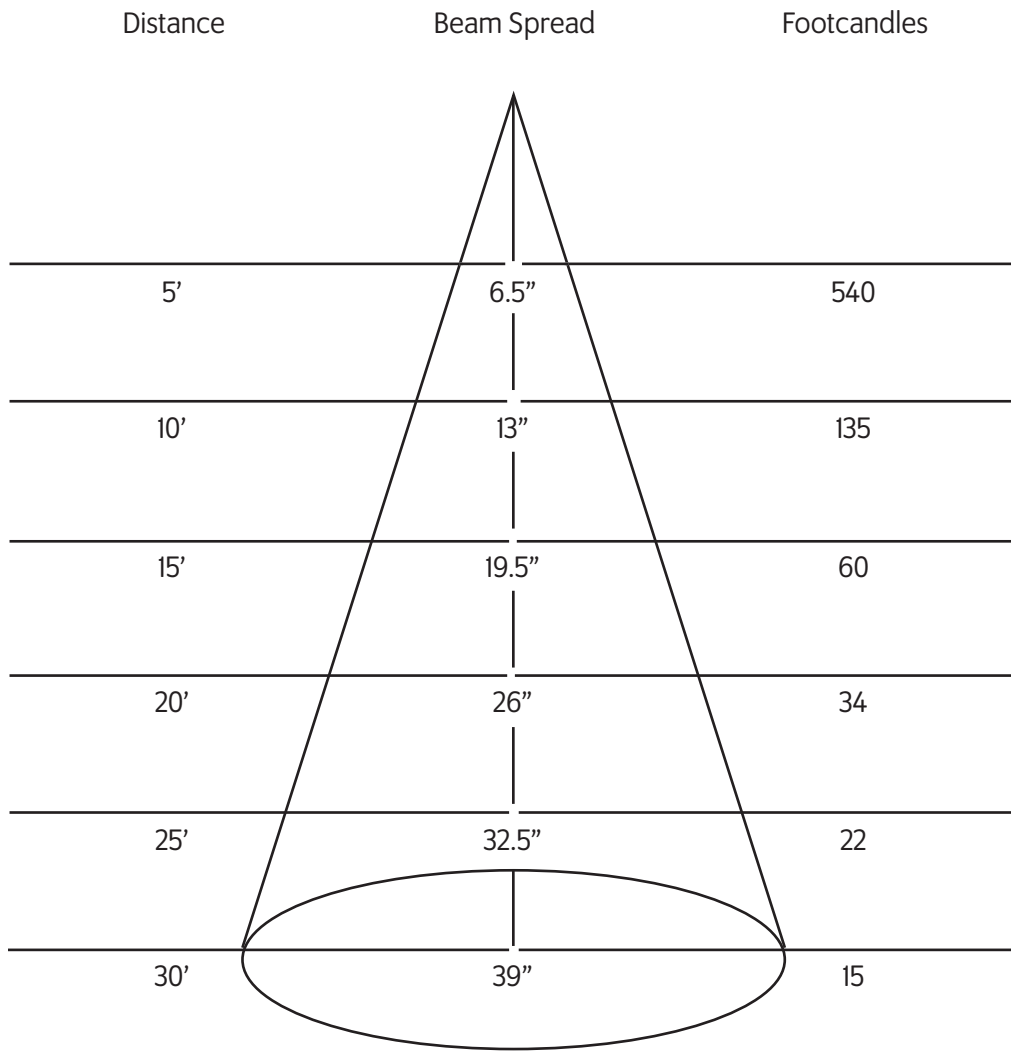 Distance Beam Spread Footcandles
5’ 6.5” 540
10’ 13” 135
15’ 19.5” 60
20’ 26” 34
25’ 32.5” 22
30’ 39” 15